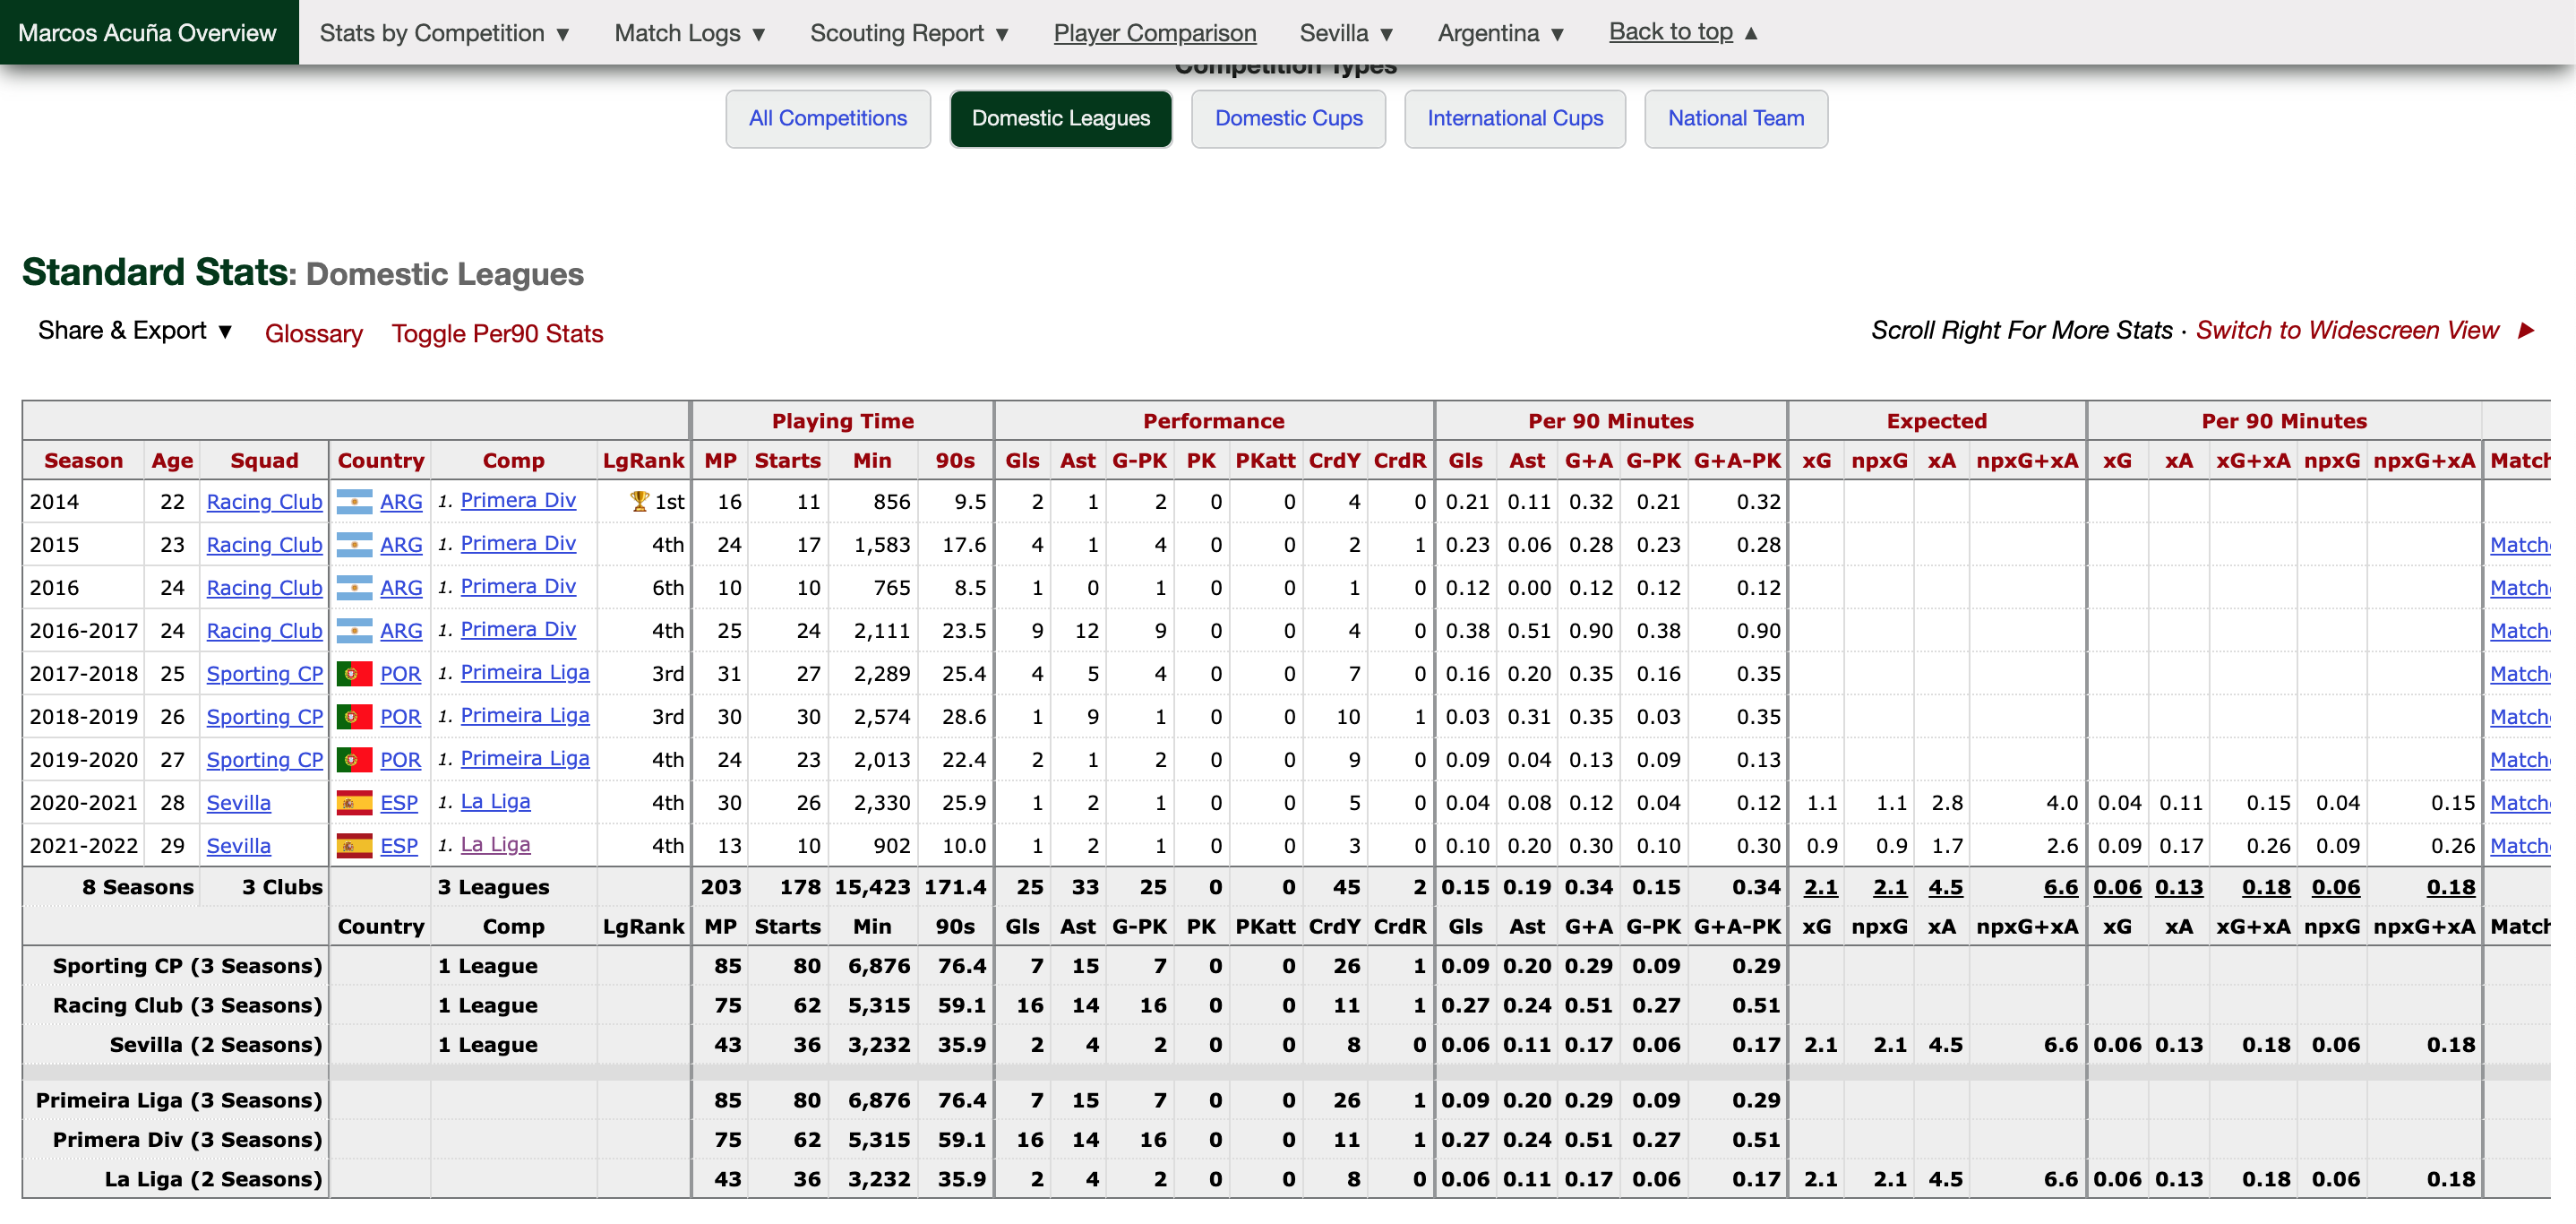 Marcos Acuña Overview Stats by Competition ▼ Match Logs ▼ Scouting Report ▼ Player Comparison Sevilla ▼ Argentina ▼ Back to top ▲
Competition Types
All Competitions Domestic Leagues Domestic Cups International Cups National Team
Standard Stats: Domestic Leagues
Share & Export ▼ Glossary Toggle Per90 Stats Scroll Right For More Stats · Switch to Widescreen View ►
Playing Time Performance Per 90 Minutes Expected Per 90 Minutes
Season Age Squad Country Comp LgRank MP Starts Min 90s Gls Ast G-PK PK PKatt CrdY CrdR Gls Ast G+A G-PK G+A-PK xG npxG xA npxG+xA xG xA xG+xA npxG npxG+xA Match
2014 22 Racing Club ARG 1. Primera Div 1st 16 11 856 9.5 2 1 2 0 0 4 0 0.21 0.11 0.32 0.21 0.32
2015 23 Racing Club ARG 1. Primera Div 4th 24 17 1,583 17.6 4 1 4 0 0 2 1 0.23 0.06 0.28 0.23 0.28 Matche
2016 24 Racing Club ARG 1. Primera Div 6th 10 10 765 8.5 1 0 1 0 0 1 0 0.12 0.00 0.12 0.12 0.12 Matche
2016-2017 24 Racing Club ARG 1. Primera Div 4th 25 24 2,111 23.5 9 12 9 0 0 4 0 0.38 0.51 0.90 0.38 0.90 Matche
2017-2018 25 Sporting CP POR 1. Primeira Liga 3rd 31 27 2,289 25.4 4 5 4 0 0 7 0 0.16 0.20 0.35 0.16 0.35 Matche
2018-2019 26 Sporting CP POR 1. Primeira Liga 3rd 30 30 2,574 28.6 1 9 1 0 0 10 1 0.03 0.31 0.35 0.03 0.35 Matche
2019-2020 27 Sporting CP POR 1. Primeira Liga 4th 24 23 2,013 22.4 2 1 2 0 0 9 0 0.09 0.04 0.13 0.09 0.13 Matche
2020-2021 28 Sevilla ESP 1. La Liga 4th 30 26 2,330 25.9 1 2 1 0 0 5 0 0.04 0.08 0.12 0.04 0.12 1.1 1.1 2.8 4.0 0.04 0.11 0.15 0.04 0.15 Matche
2021-2022 29 Sevilla ESP 1. La Liga 4th 13 10 902 10.0 1 2 1 0 0 3 0 0.10 0.20 0.30 0.10 0.30 0.9 0.9 1.7 2.6 0.09 0.17 0.26 0.09 0.26 Matche
8 Seasons 3 Clubs 3 Leagues 203 178 15,423 171.4 25 33 25 0 0 45 2 0.15 0.19 0.34 0.15 0.34 2.1 2.1 4.5 6.6 0.06 0.13 0.18 0.06 0.18
Country Comp LgRank MP Starts Min 90s Gls Ast G-PK PK PKatt CrdY CrdR Gls Ast G+A G-PK G+A-PK xG npxG xA npxG+xA xG xA xG+xA npxG npxG+xA Match
Sporting CP (3 Seasons) 1 League 85 80 6,876 76.4 7 15 7 0 0 26 1 0.09 0.20 0.29 0.09 0.29
Racing Club (3 Seasons) 1 League 75 62 5,315 59.1 16 14 16 0 0 11 1 0.27 0.24 0.51 0.27 0.51
Sevilla (2 Seasons) 1 League 43 36 3,232 35.9 2 4 2 0 0 8 0 0.06 0.11 0.17 0.06 0.17 2.1 2.1 4.5 6.6 0.06 0.13 0.18 0.06 0.18
Primeira Liga (3 Seasons) 85 80 6,876 76.4 7 15 7 0 0 26 1 0.09 0.20 0.29 0.09 0.29
Primera Div (3 Seasons) 75 62 5,315 59.1 16 14 16 0 0 11 1 0.27 0.24 0.51 0.27 0.51
La Liga (2 Seasons) 43 36 3,232 35.9 2 4 2 0 0 8 0 0.06 0.11 0.17 0.06 0.17 2.1 2.1 4.5 6.6 0.06 0.13 0.18 0.06 0.18